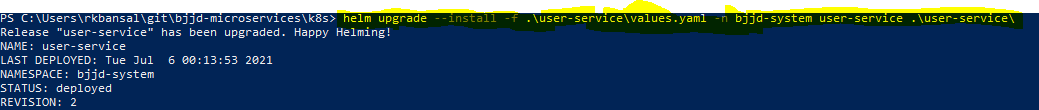 PS C:\Users\rkbansal\git\bjjd-microservices\k8s> helm upgrade --install -f .\user-service\values.yaml -n bjjd-system user-service .\user-service\
Release "user-service" has been upgraded. Happy Helming!
NAME: user-service
LAST DEPLOYED: Tue Jul  6 00:13:53 2021
NAMESPACE: bjjd-system
STATUS: deployed
REVISION: 2